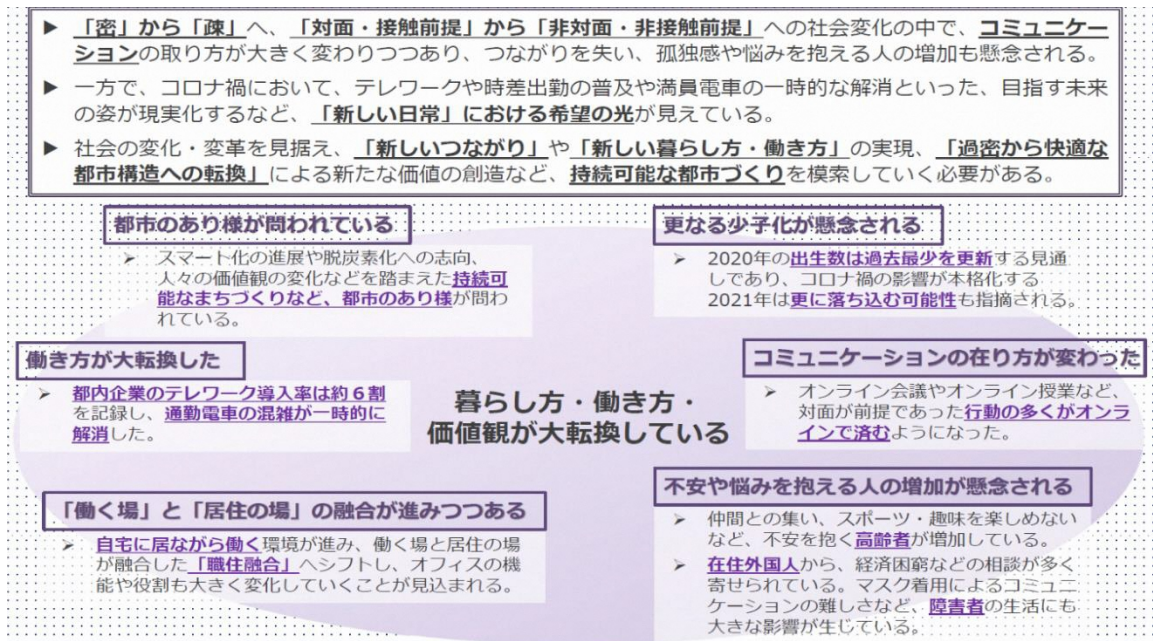 ▶ 「密」から「疎」へ、「対面・接触前提」から「非対面・非接触前提」への社会変化の中で、コミュニケー
ションの取り方が大きく変わりつつあり、つながりを失い、孤独感や悩みを抱える人の増加も懸念される。
▶ 一方で、コロナ禍において、テレワークや時差出勤の普及や満員電車の一時的な解消といった、目指す未来
の姿が現実化するなど、「新しい日常」における希望の光が見えている。
▶ 社会の変化・変革を見据え、「新しいつながり」や「新しい暮らし方・働き方」の実現、「過密から快適な
都市構造への転換」による新たな価値の創造など、持続可能な都市づくりを模索していく必要がある。
都市のあり様が問われている
➢ スマート化の進展や脱炭素化への志向、
人々の価値観の変化などを踏まえた持続可
能なまちづくりなど、都市のあり様が問わ
れている。
更なる少子化が懸念される
➢ 2020年の出生数は過去最少を更新する見通
しであり、コロナ禍の影響が本格化する
2021年は更に落ち込む可能性も指摘される。
働き方が大転換した
➢ 都内企業のテレワーク導入率は約6割
を記録し、通勤電車の混雑が一時的に
解消した。
暮らし方・働き方・
価値観が大転換している
コミュニケーションの在り方が変わった
➢ オンライン会議やオンライン授業など、
対面が前提であった行動の多くがオンラ
インで済むようになった。
「働く場」と「居住の場」の融合が進みつつある
➢ 自宅に居ながら働く環境が進み、働く場と居住の場
が融合した「職住融合」へシフトし、オフィスの機
能や役割も大きく変化していくことが見込まれる。
不安や悩みを抱える人の増加が懸念される
➢ 仲間との集い、スポーツ・趣味を楽しめない
など、不安を抱く高齢者が増加している。
➢ 在住外国人から、経済困窮などの相談が多く
寄せられている。マスク着用によるコミュニ
ケーションの難しさなど、障害者の生活にも
大きな影響が生じている。